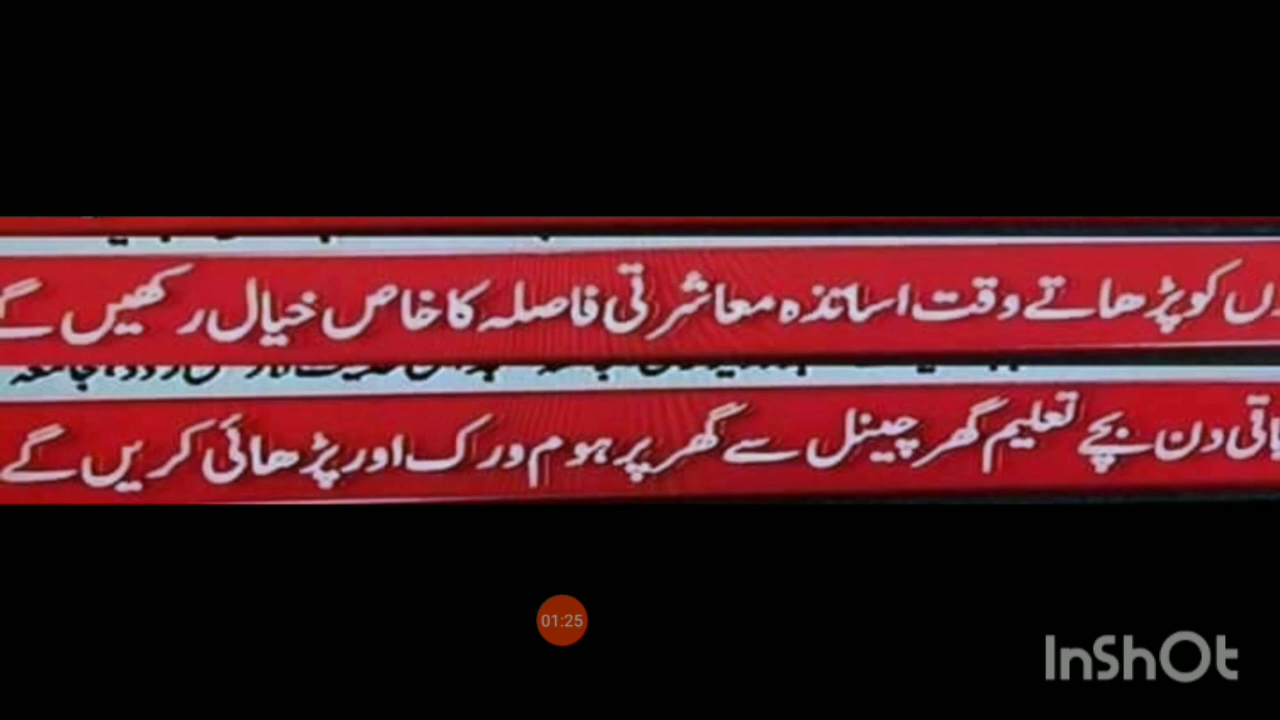 کو پڑھاتے وقت اساتذہ معاشرتی فاصلہ کا خاص خیال رکھیں گے
باقی دن بچے تعلیم گھر چینل سے گھر پر ہوم ورک اور پڑھائی کریں گے
01:25
InShOt